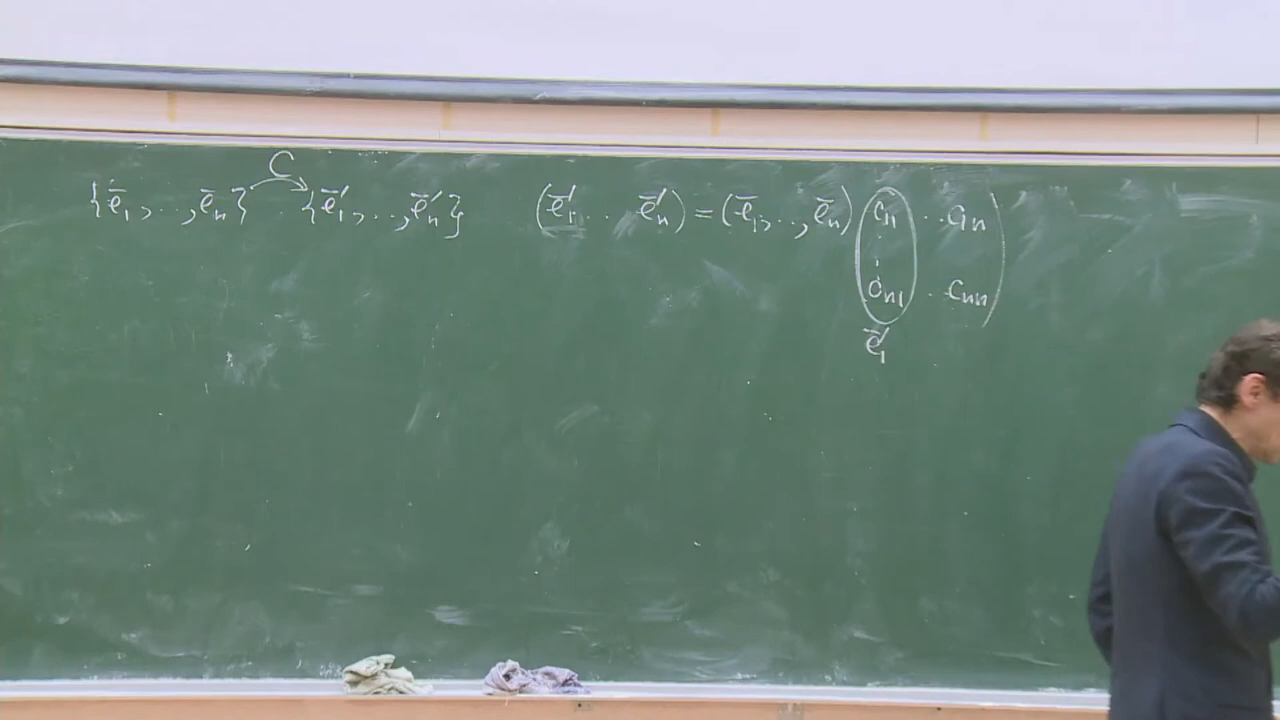 C
{ē₁, ..., ēₙ} {ē′₁, ..., ē′ₙ} (ē′₁ .. ē′ₙ) = (ē₁, .., ēₙ) ( c₁₁ .. c₁ₙ )
cₙ₁ . cₙₙ
ē′₁